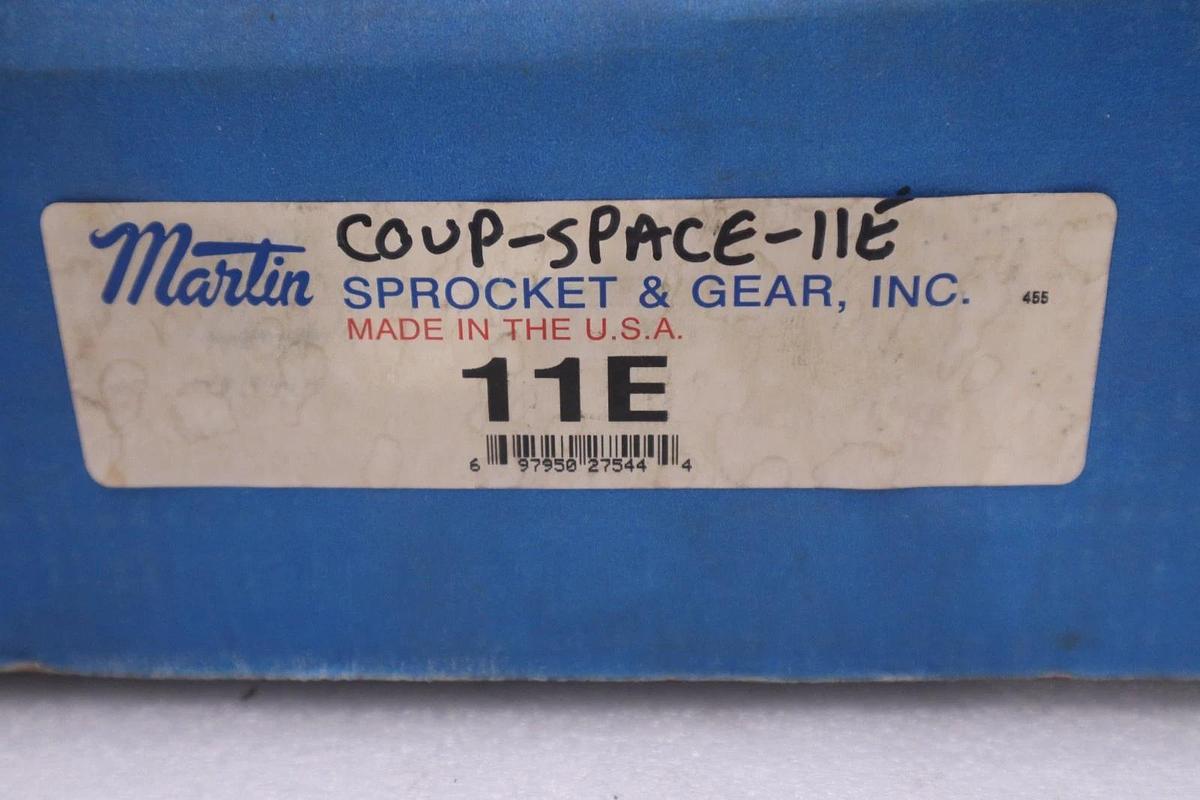 COUP-SPACE-11E
Martin SPROCKET & GEAR, INC. 455
MADE IN THE U.S.A.
11E
6 97950 27544 4